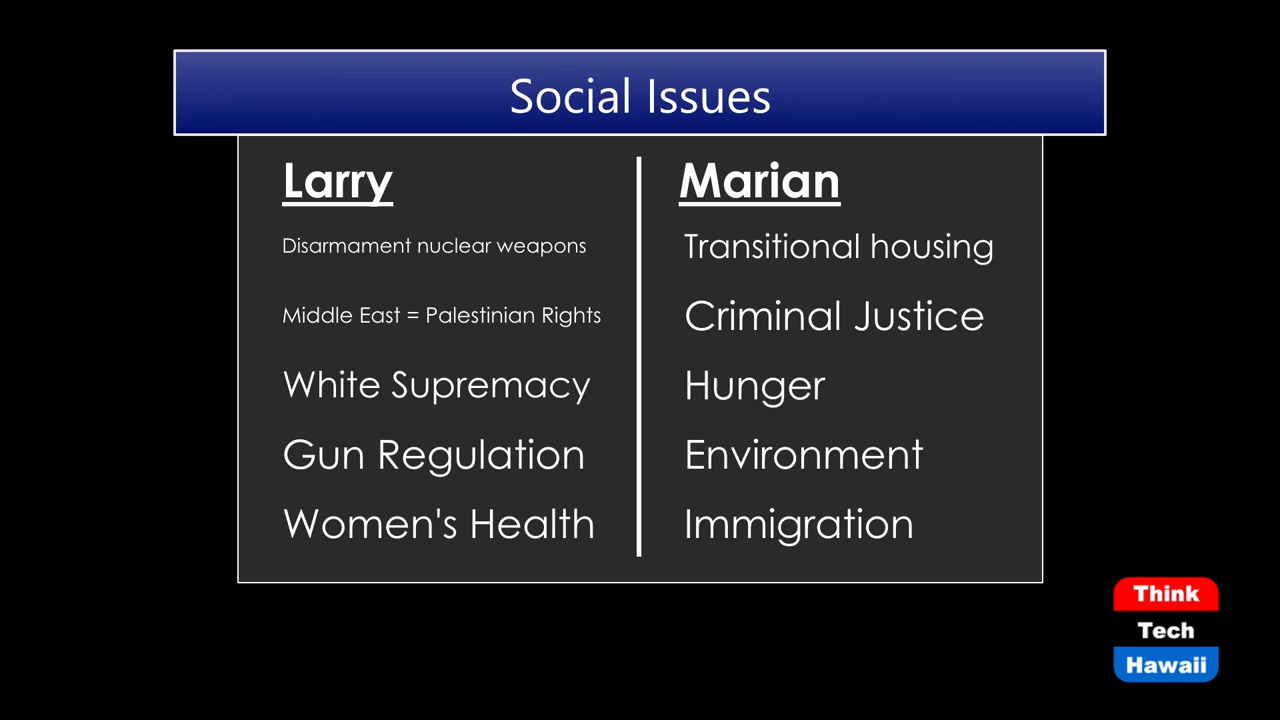 Social Issues
Larry
Disarmament nuclear weapons
Middle East = Palestinian Rights
White Supremacy
Gun Regulation
Women's Health
Marian
Transitional housing
Criminal Justice
Hunger
Environment
Immigration
Think
Tech
Hawaii